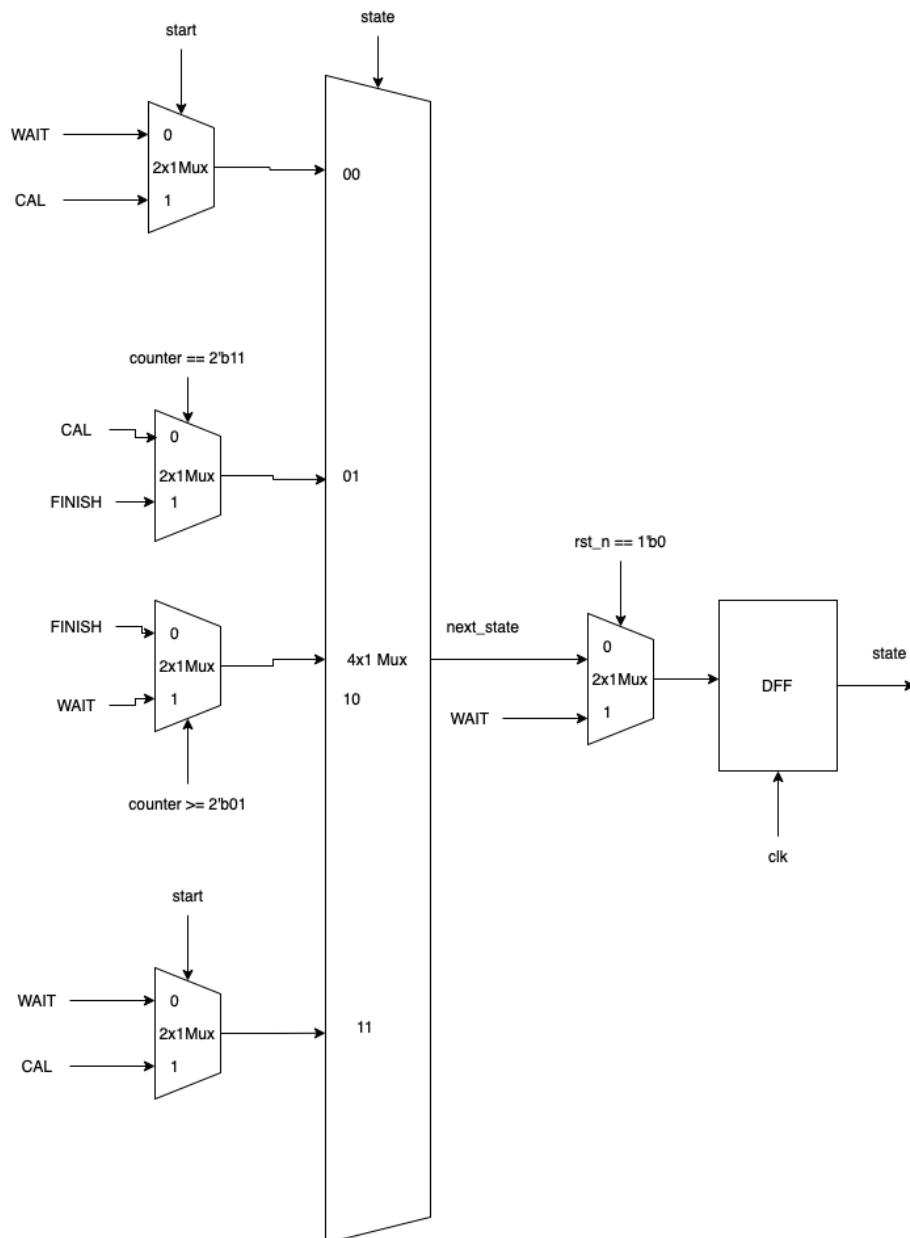 state
start
WAIT
0
2x1Mux
CAL
1
00
counter == 2'b11
CAL
0
2x1Mux
FINISH
1
01
FINISH
0
2x1Mux
WAIT
1
counter >= 2'b01
4x1 Mux
10
next_state
rst_n == 1'b0
0
2x1Mux
WAIT
1
DFF
state
clk
start
WAIT
0
2x1Mux
CAL
1
11